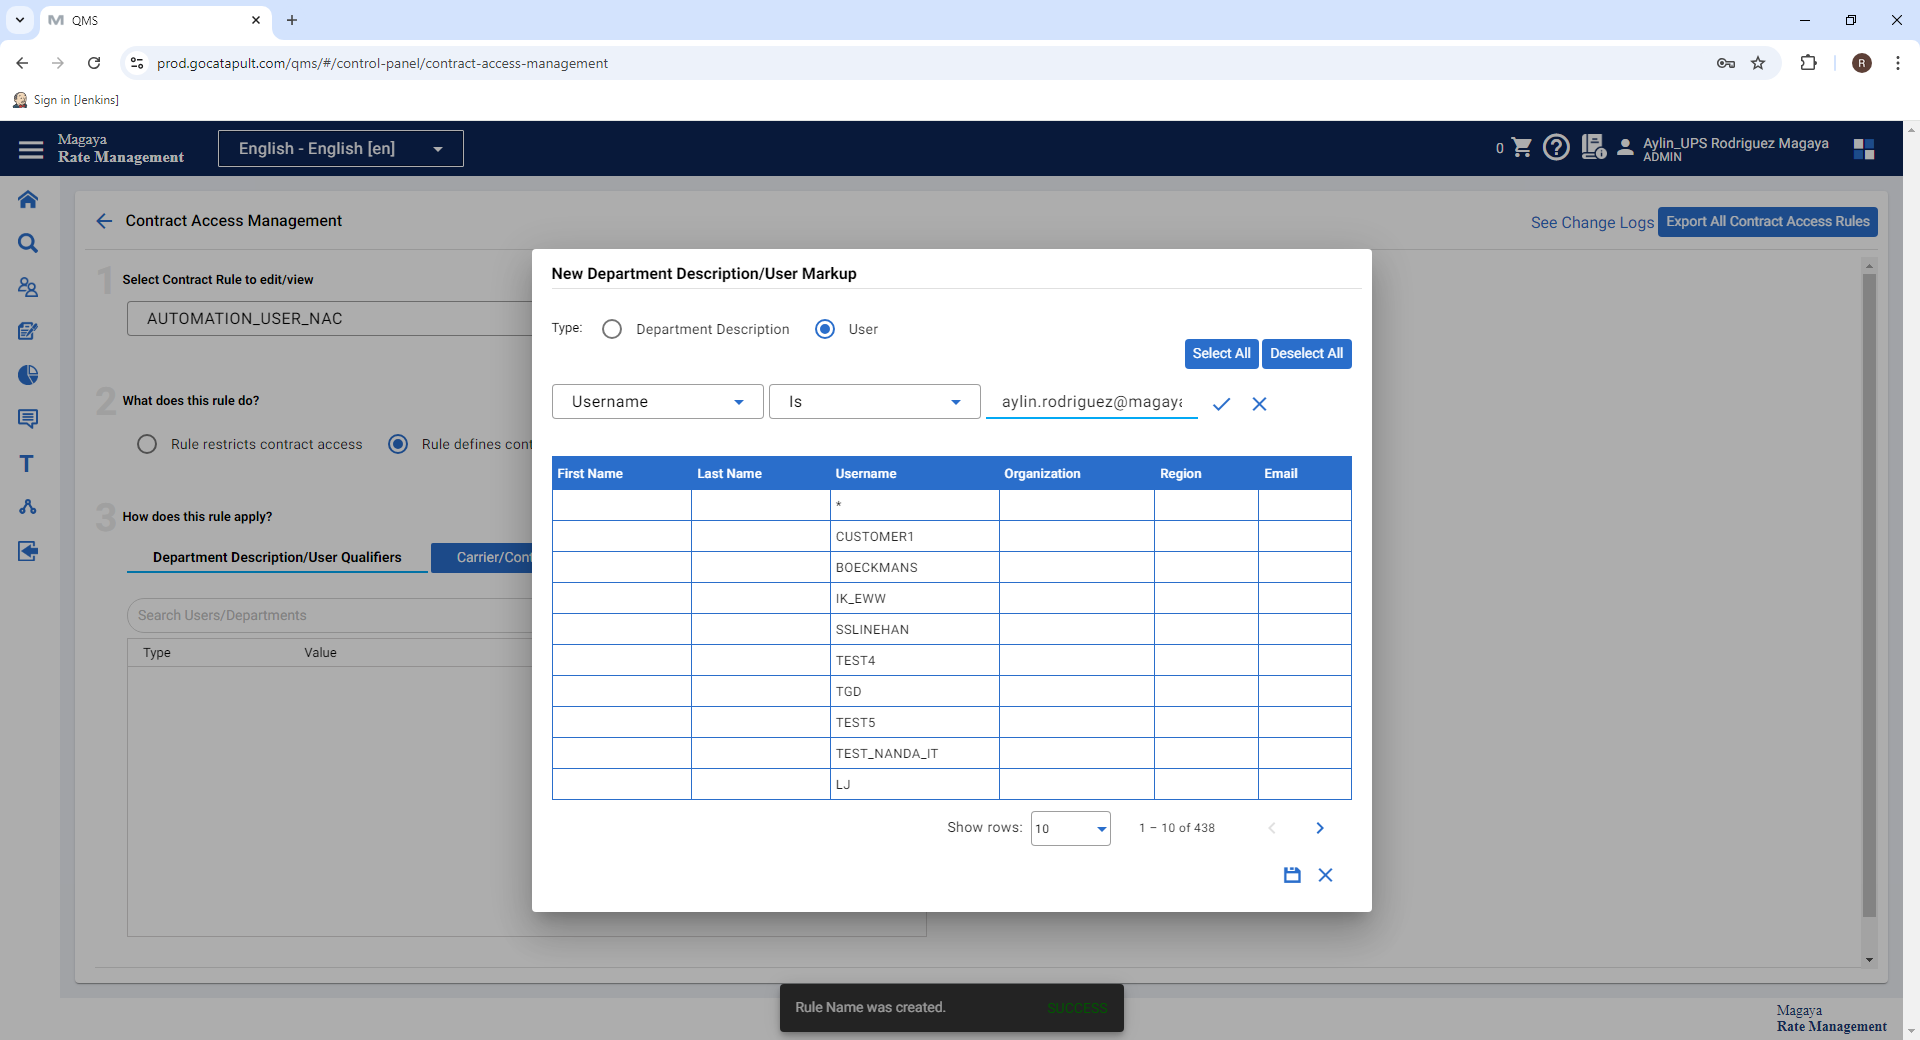 QMS
prod.gocatapult.com/qms/#/control-panel/contract-access-management
R
Sign in [Jenkins]
Magaya
Rate Management
English - English [en]
0
Aylin_UPS Rodriguez Magaya
ADMIN
Contract Access Management
See Change Logs
Export All Contract Access Rules
1
Select Contract Rule to edit/view
AUTOMATION_USER_NAC
2
What does this rule do?
Rule restricts contract access
Rule defines cont
3
How does this rule apply?
Department Description/User Qualifiers
Carrier/Cont
Search Users/Departments
Type Value
New Department Description/User Markup
Type: Department Description User
Select All Deselect All
Username Is aylin.rodriguez@magaya
First Name Last Name Username Organization Region Email
*
CUSTOMER1
BOECKMANS
IK_EWW
SSLINEHAN
TEST4
TGD
TEST5
TEST_NANDA_IT
LJ
Show rows: 10 1 – 10 of 438
Rule Name was created. SUCCESS
Magaya
Rate Management